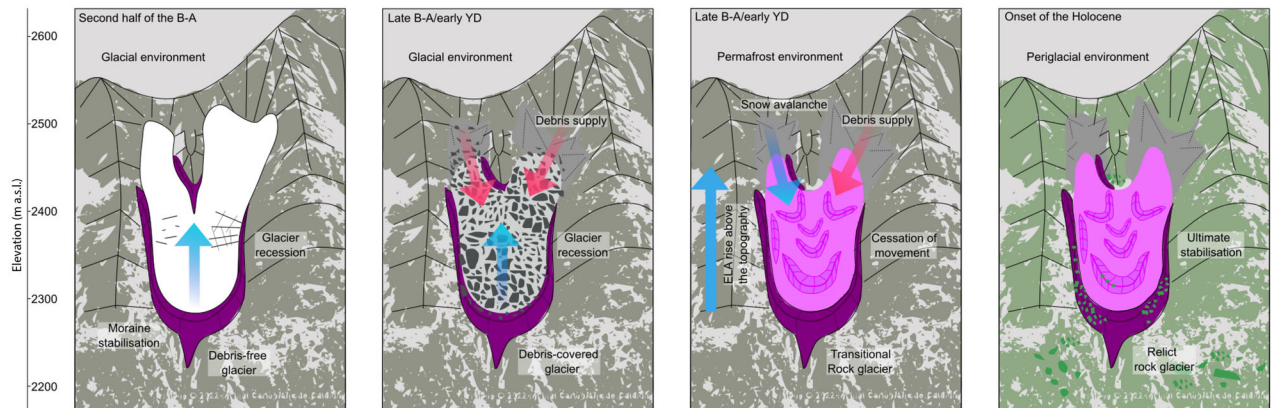 Elevation (m a.s.l.)
2600
2500
2400
2300
2200
Second half of the B-A
Glacial environment
Glacier
recession
Moraine
stabilisation
Debris-free
glacier
Late B-A/early YD
Glacial environment
Debris supply
Glacier
recession
Debris-covered
glacier
Late B-A/early YD
Permafrost environment
Snow avalanche
Debris supply
ELA rise above
the topography
Cessation of
movement
Transitional
Rock glacier
Onset of the Holocene
Periglacial environment
Ultimate
stabilisation
Relict
rock glacier